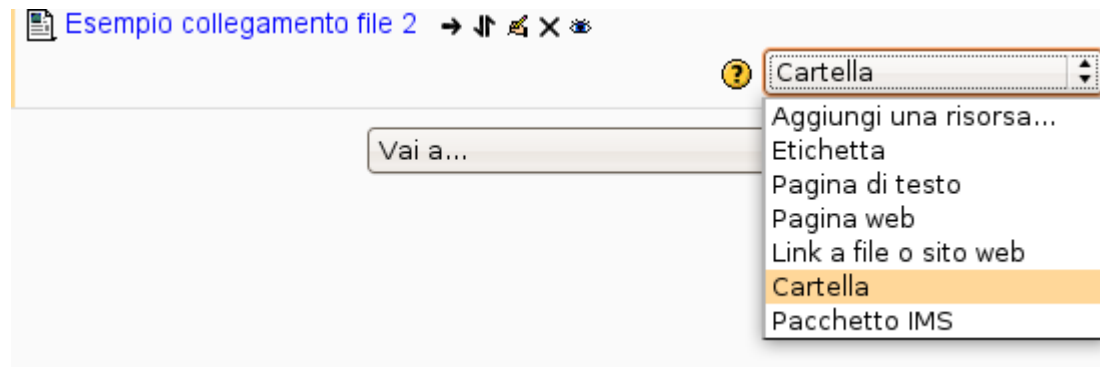 Esempio collegamento file 2
Cartella
Aggiungi una risorsa...
Vai a...
Etichetta
Pagina di testo
Pagina web
Link a file o sito web
Cartella
Pacchetto IMS